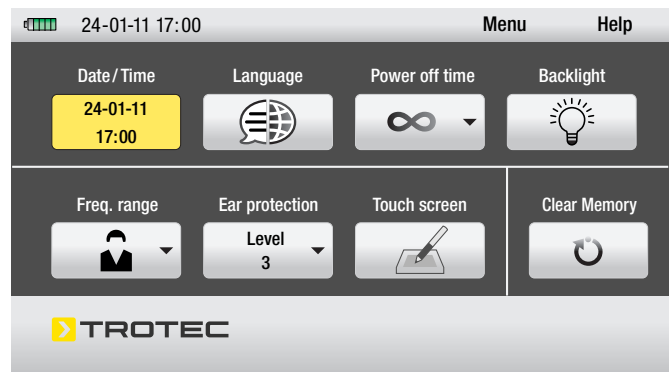 24-01-11 17:00 Menu Help
Date/Time Language Power off time Backlight
24-01-11
17:00
Freq. range Ear protection Touch screen Clear Memory
Level
3
TROTEC